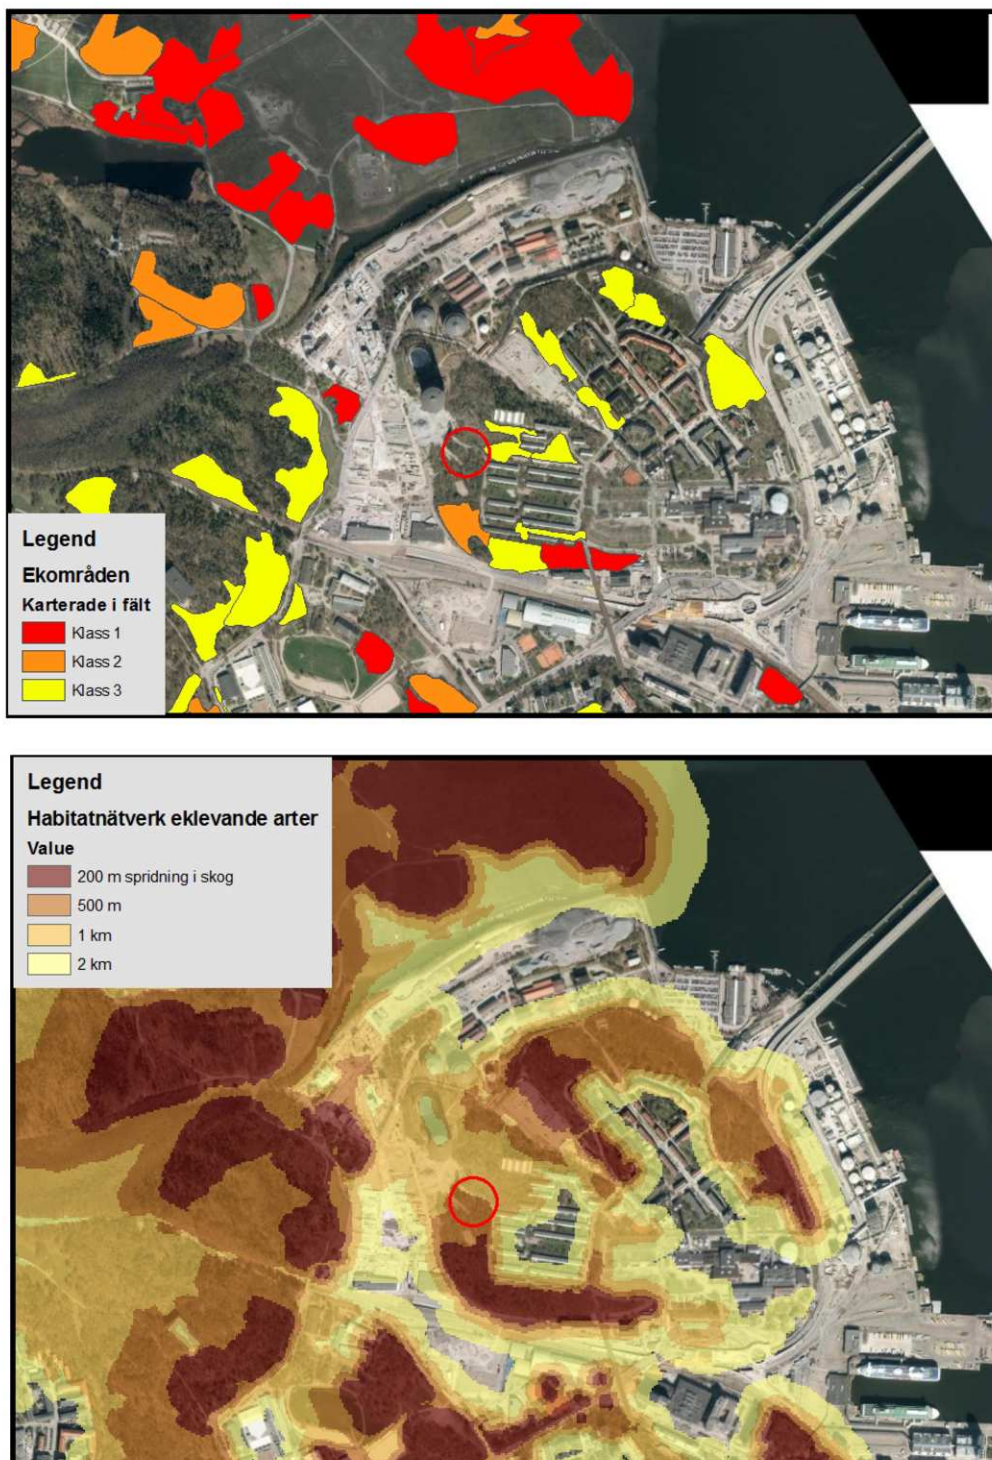 Legend
Ekområden
Karterade i fält
Klass 1
Klass 2
Klass 3
Legend
Habitatnätverk eklevande arter
Value
200 m spridning i skog
500 m
1 km
2 km